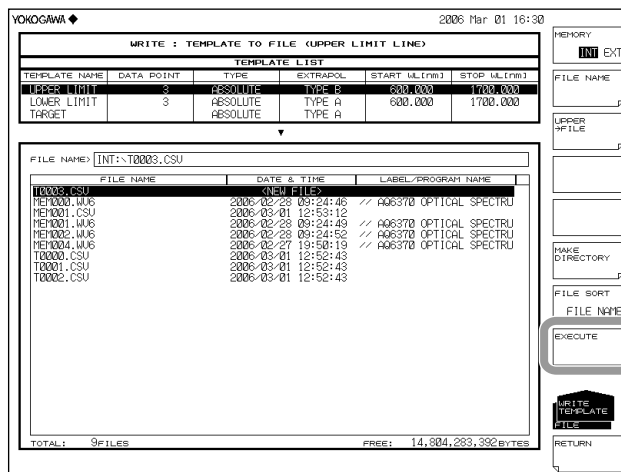 YOKOGAWA ◆ 2006 Mar 01 16:30
WRITE : TEMPLATE TO FILE (UPPER LIMIT LINE)
TEMPLATE LIST
TEMPLATE NAME DATA POINT TYPE EXTRAPOL START WL[nm] STOP WL[nm]
UPPER LIMIT 3 ABSOLUTE TYPE B 600.000 1700.000
LOWER LIMIT 3 ABSOLUTE TYPE A 600.000 1700.000
TARGET ABSOLUTE TYPE A
▼
FILE NAME> INT:\T0003.CSV
FILE NAME DATE & TIME LABEL/PROGRAM NAME
T0003.CSV <NEW FILE>
MEM000.WV6 2006/02/28 09:24:46 // AQ6370 OPTICAL SPECTRU
MEM001.CSV 2006/03/01 12:53:12
MEM001.WV6 2006/02/28 09:24:49 // AQ6370 OPTICAL SPECTRU
MEM002.WV6 2006/02/28 09:24:52 // AQ6370 OPTICAL SPECTRU
MEM004.WV6 2006/02/27 19:50:19 // AQ6370 OPTICAL SPECTRU
T0000.CSV 2006/03/01 12:52:43
T0001.CSV 2006/03/01 12:52:43
T0002.CSV 2006/03/01 12:52:43
TOTAL: 9FILES FREE: 14,804,283,392BYTES
MEMORY
INT EXT
FILE NAME
UPPER
→FILE
MAKE
DIRECTORY
FILE SORT
FILE NAME
EXECUTE
WRITE
TEMPLATE
FILE
RETURN